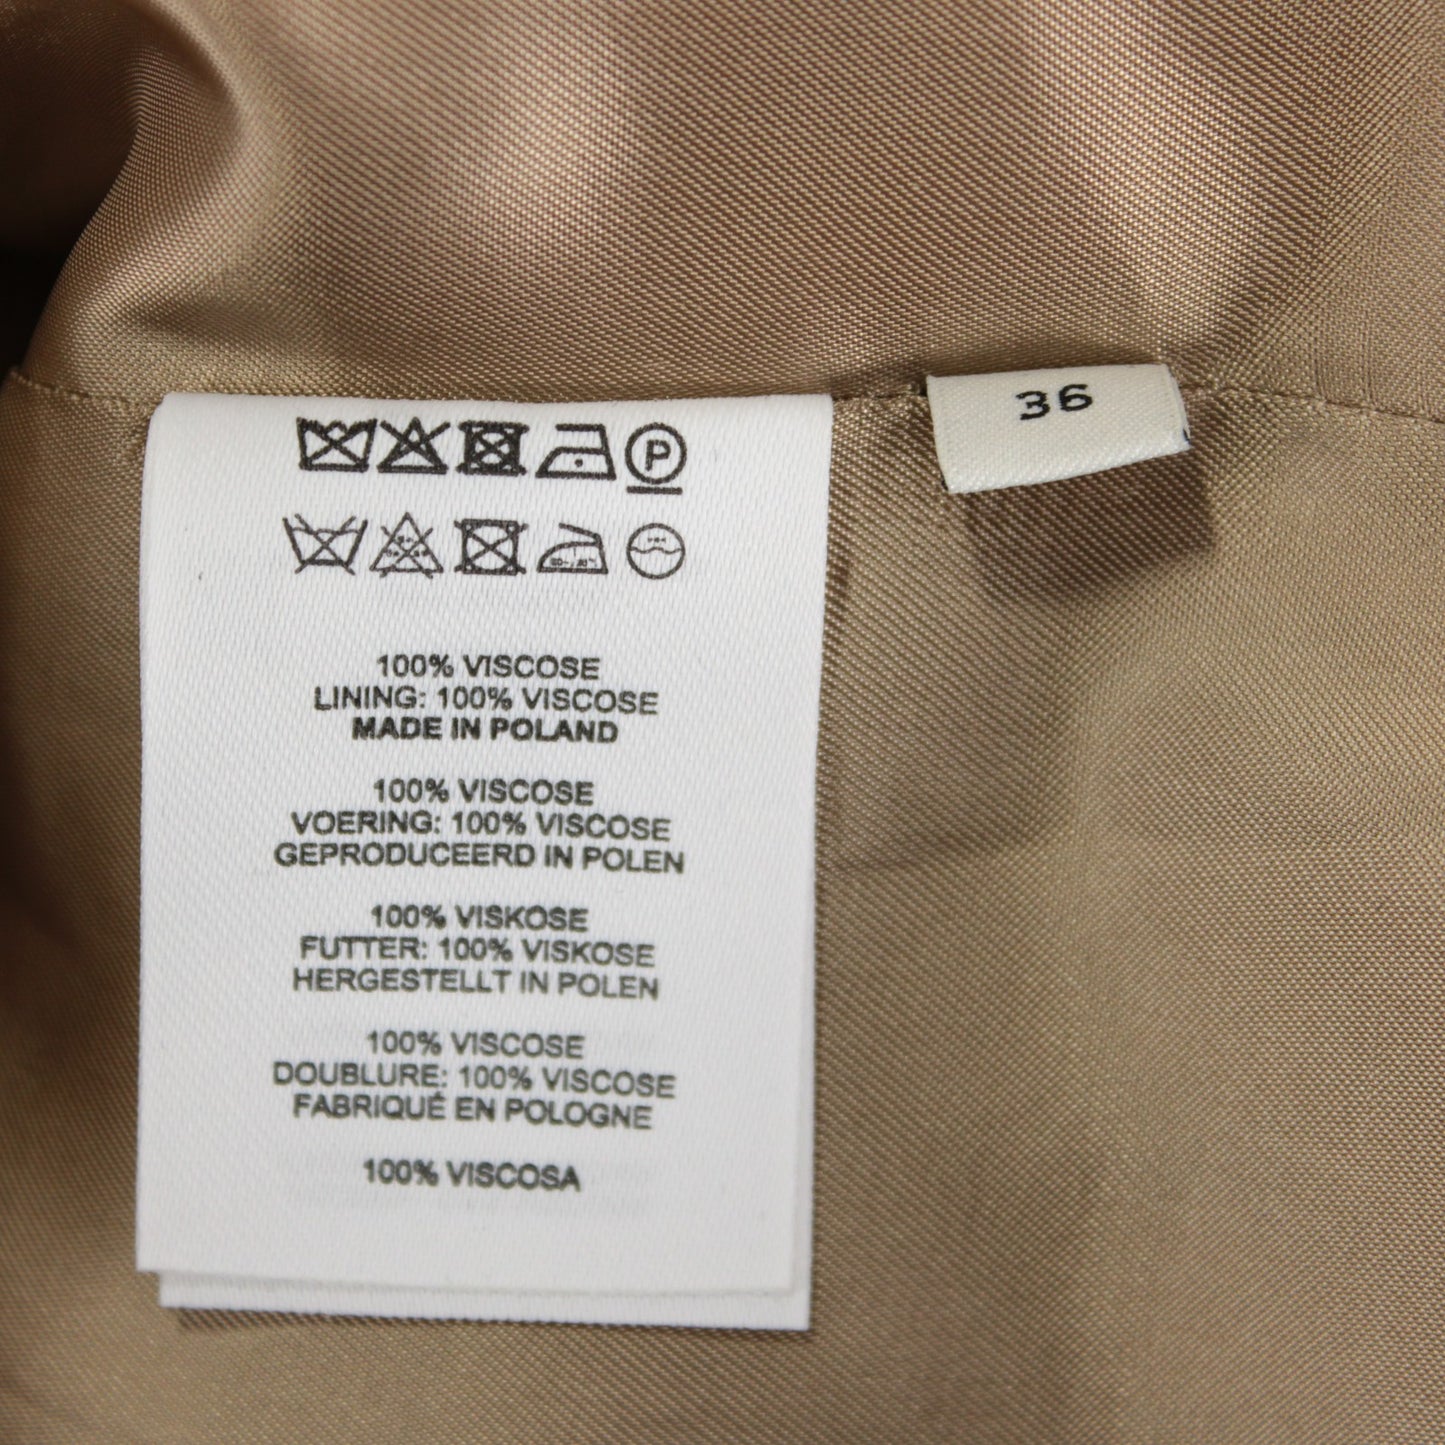 36
P
100% VISCOSE
LINING: 100% VISCOSE
MADE IN POLAND
100% VISCOSE
VOERING: 100% VISCOSE
GEPRODUCEERD IN POLEN
100% VISKOSE
FUTTER: 100% VISKOSE
HERGESTELLT IN POLEN
100% VISCOSE
DOUBLURE: 100% VISCOSE
FABRIQUÉ EN POLOGNE
100% VISCOSA